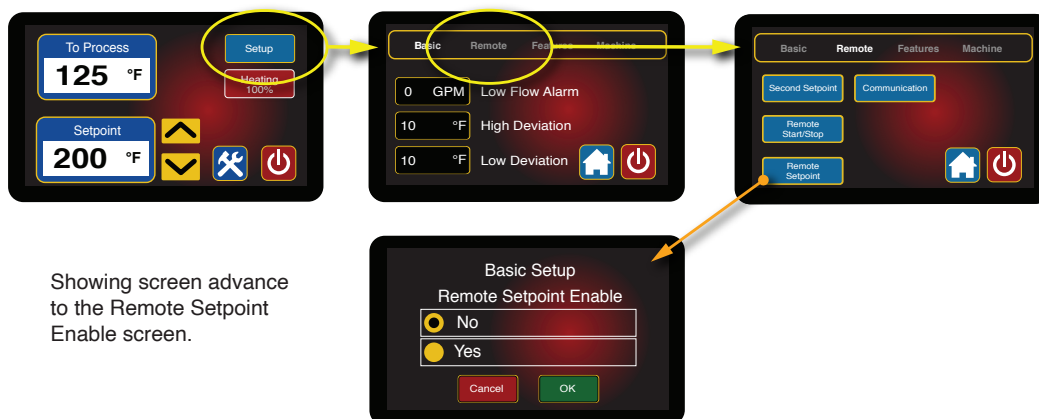 To Process
125 °F
Setup
Heating
100%
Setpoint
200 °F
Basic Remote Features Machine
0 GPM Low Flow Alarm
10 °F High Deviation
10 °F Low Deviation
Basic Remote Features Machine
Second Setpoint Communication
Remote
Start/Stop
Remote
Setpoint
Showing screen advance
to the Remote Setpoint
Enable screen.
Basic Setup
Remote Setpoint Enable
No
Yes
Cancel OK